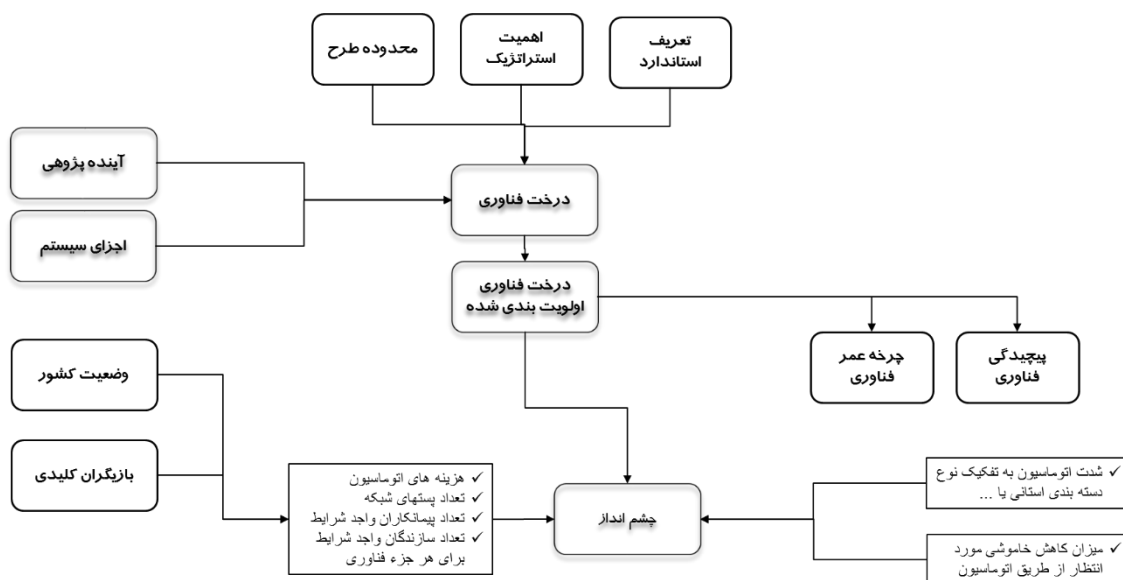 تعریف
استاندارد
اهمیت
استراتژیک
محدوده طرح
آینده پژوهی
اجزای سیستم
درخت فناوری
درخت فناوری
اولویت بندی شده
پیچیدگی
فناوری
چرخه عمر
فناوری
وضعیت کشور
بازیگران کلیدی
✓ هزینه های اتوماسیون
✓ تعداد پستهای شبکه
✓ تعداد پیمانکاران واجد شرایط
✓ تعداد سازندگان واجد شرایط
برای هر جزء فناوری
چشم انداز
✓ شدت اتوماسیون به تفکیک نوع
دسته بندی استانی یا ...
✓ میزان کاهش خاموشی مورد
انتظار از طریق اتوماسیون